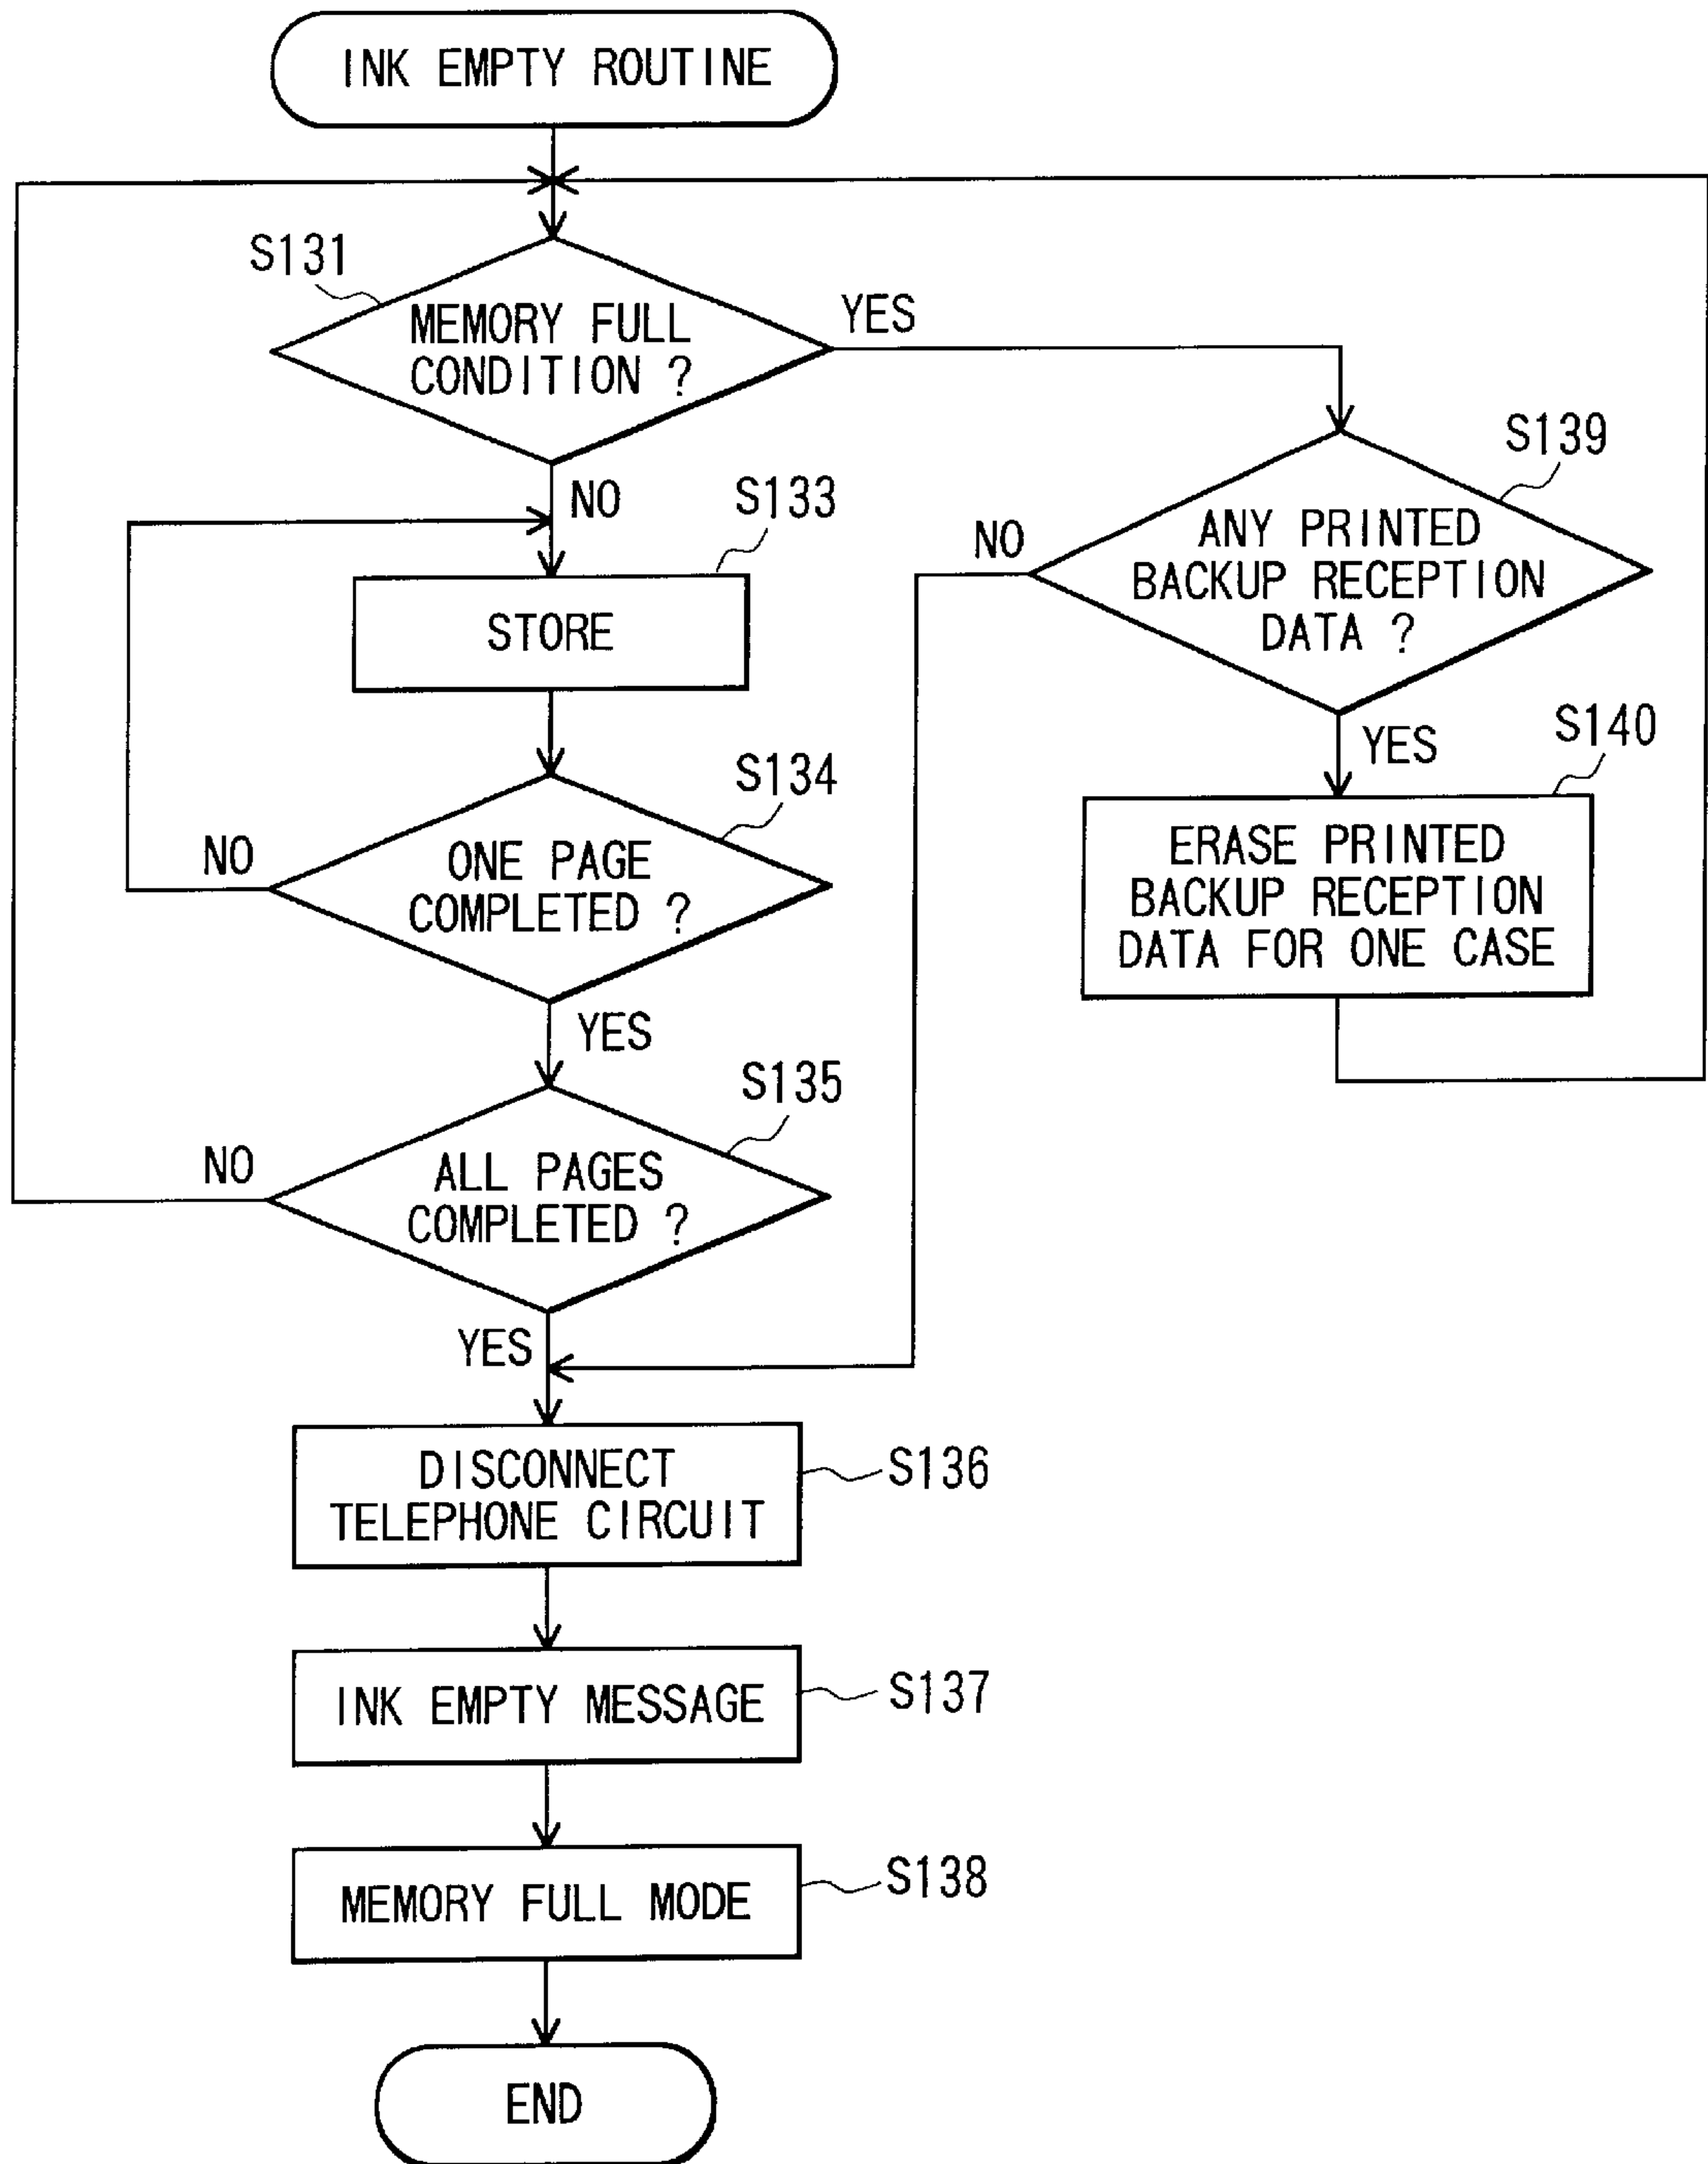 INK EMPTY ROUTINE
S131
MEMORY FULL
CONDITION ?
YES
NO
S133
STORE
S134
ONE PAGE
COMPLETED ?
NO
YES
S135
ALL PAGES
COMPLETED ?
NO
YES
S139
ANY PRINTED
BACKUP RECEPTION
DATA ?
NO
YES
S140
ERASE PRINTED
BACKUP RECEPTION
DATA FOR ONE CASE
DISCONNECT
TELEPHONE CIRCUIT
S136
INK EMPTY MESSAGE
S137
MEMORY FULL MODE
S138
END